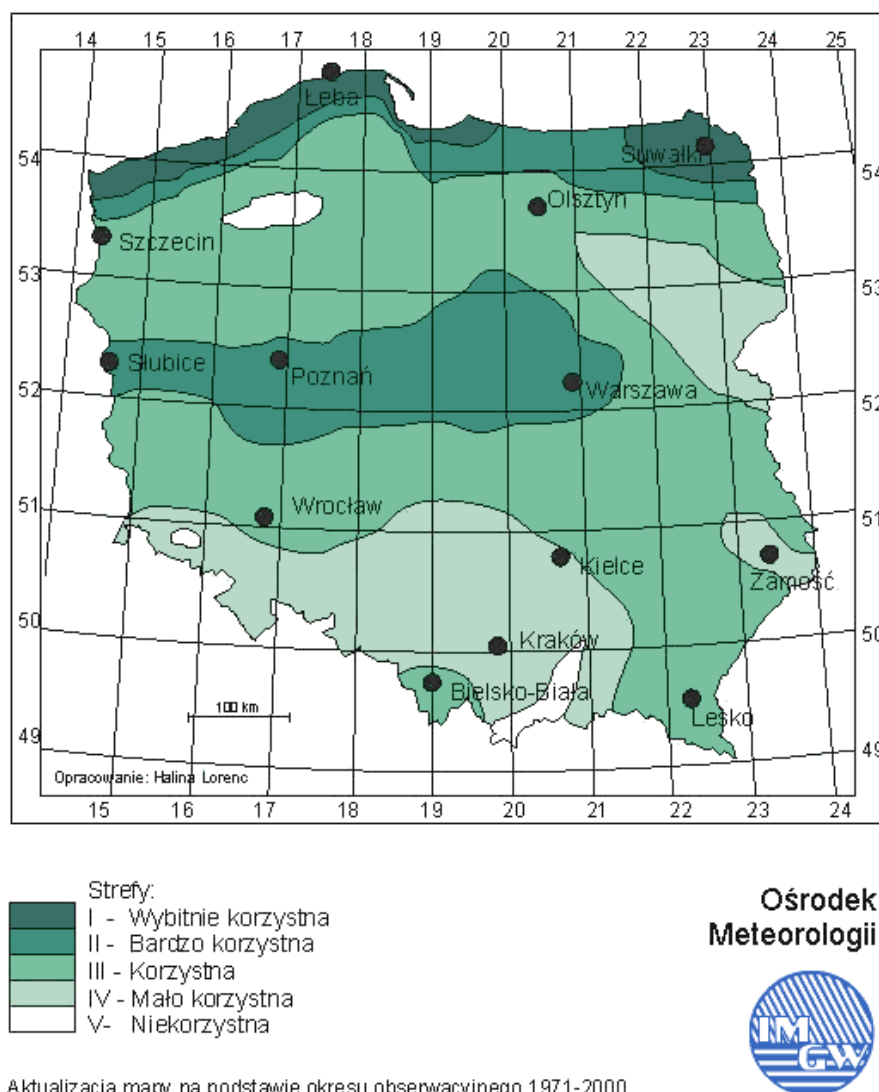 14 15 16 17 18 19 20 21 22 23 24 25
Łeba
54 Suwałki 54
Olsztyn
Szczecin
53 53
Słubice Poznań Warszawa
52 52
Wrocław
51 51
Kielce Zamość
50 Kraków 50
Bielsko-Biała Lesko
100 km
49 49
Opracowanie: Halina Lorenc
15 16 17 18 19 20 21 22 23 24
Strefy:
I - Wybitnie korzystna
II - Bardzo korzystna
III - Korzystna
IV - Mało korzystna
V- Niekorzystna
Ośrodek
Meteorologii
IM
GW
Aktualizacja mapy na podstawie okresu obserwacyjnego 1971-2000